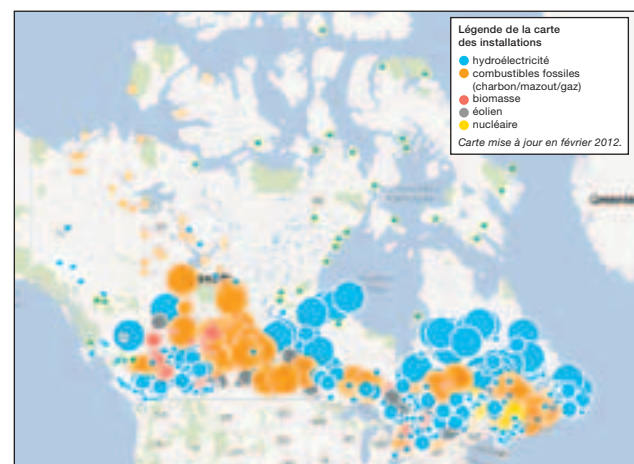 Légende de la carte
des installations
hydroélectricité
combustibles fossiles
(charbon/mazout/gaz)
biomasse
éolien
nucléaire
Carte mise à jour en février 2012.